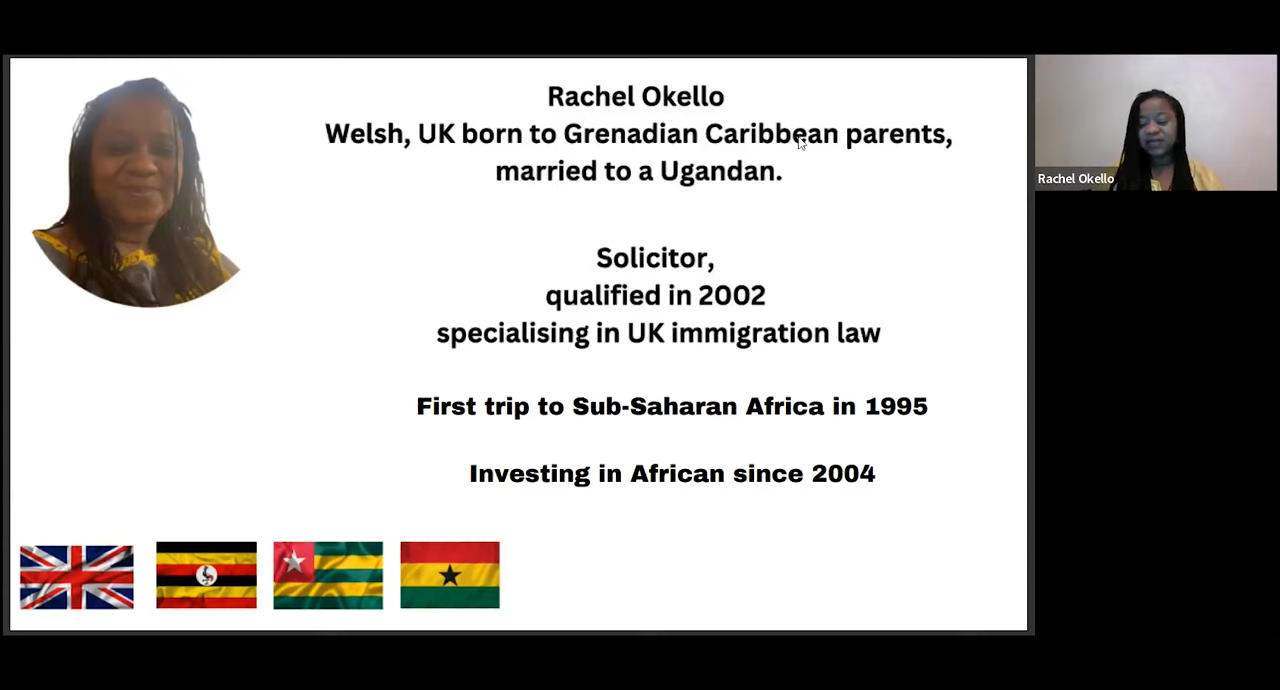 Rachel Okello
Welsh, UK born to Grenadian Caribbean parents,
married to a Ugandan.
Solicitor,
qualified in 2002
specialising in UK immigration law
First trip to Sub-Saharan Africa in 1995
Investing in African since 2004
Rachel Okello